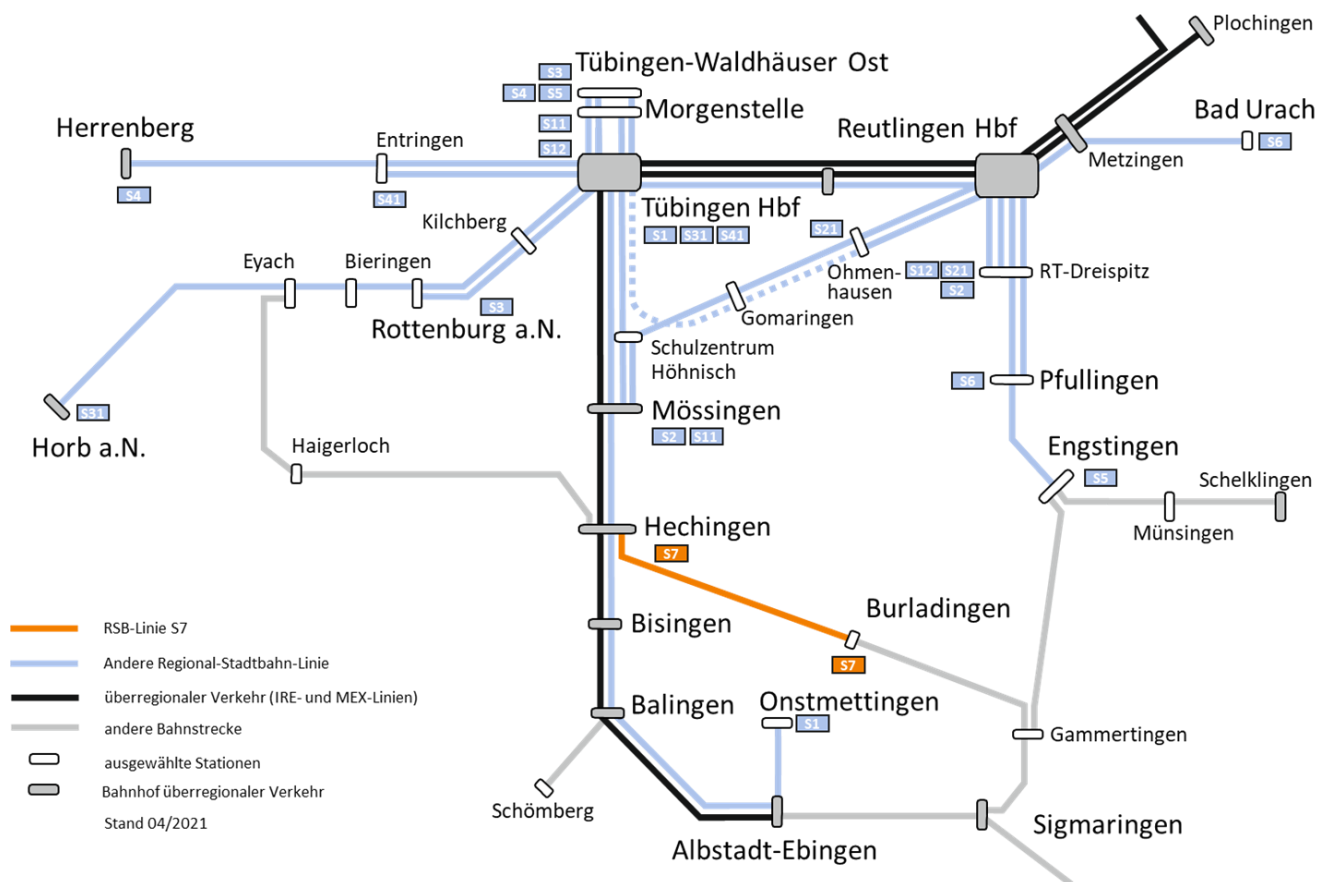 Plochingen
S3
Tübingen-Waldhäuser Ost
S4 S5
Morgenstelle
S11
S12
Herrenberg
S4
Entringen
S41
Reutlingen Hbf
Metzingen
Bad Urach
S6
Tübingen Hbf
S1 S31 S41
S21
Kilchberg
Eyach
Bieringen
S3
Rottenburg a.N.
Ohmen-
hausen
S12 S21
S2
RT-Dreispitz
Gomaringen
Schulzentrum
Höhnisch
S6
Pfullingen
Mössingen
S2 S11
S31
Horb a.N.
Haigerloch
Engstingen
S5
Schelklingen
Münsingen
Hechingen
S7
Burladingen
S7
Bisingen
Balingen
Onstmettingen
S1
Gammertingen
Schömberg
Albstadt-Ebingen
Sigmaringen
RSB-Linie S7
Andere Regional-Stadtbahn-Linie
überregionaler Verkehr (IRE- und MEX-Linien)
andere Bahnstrecke
ausgewählte Stationen
Bahnhof überregionaler Verkehr
Stand 04/2021